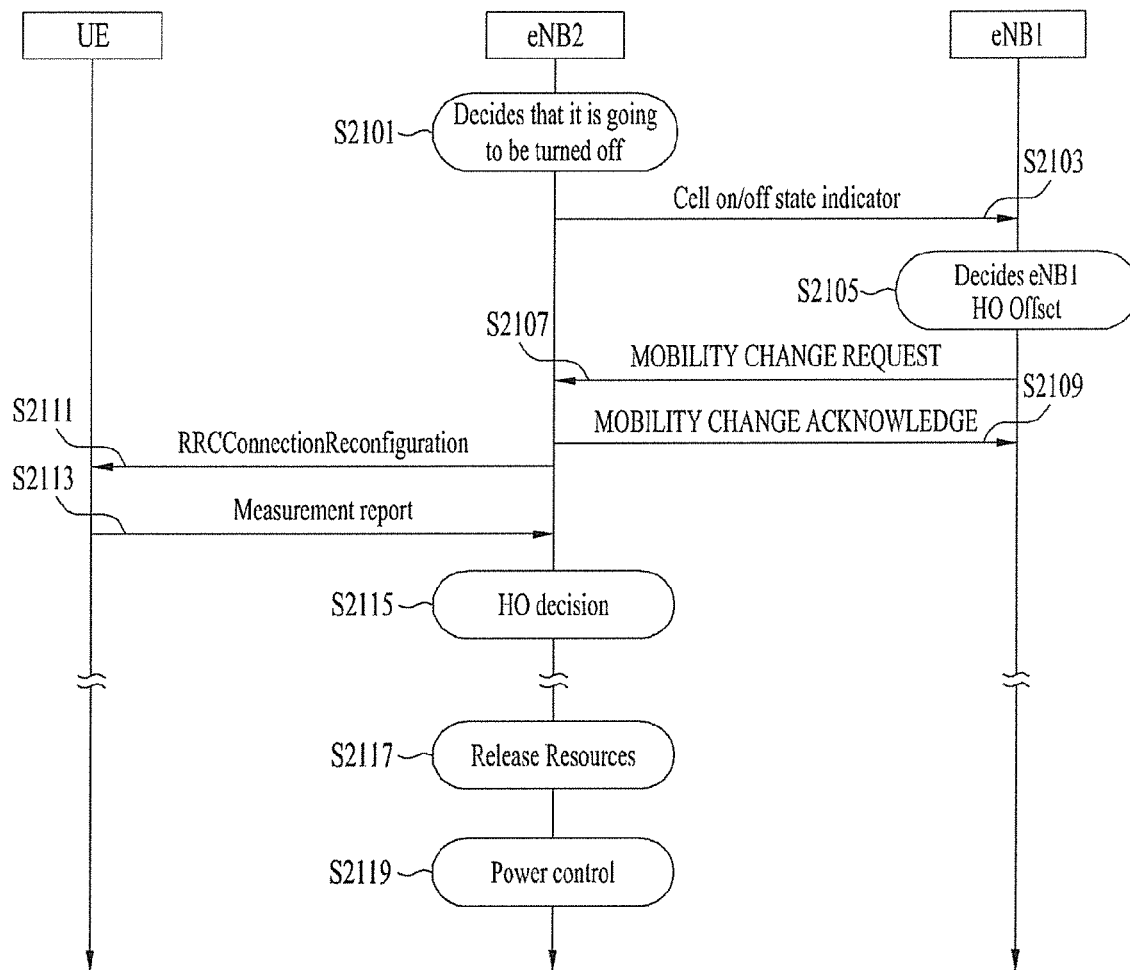 UE
eNB2
eNB1
S2101
Decides that it is going
to be turned off
S2103
Cell on/off state indicator
S2105
Decides eNB1
HO Offset
S2107
MOBILITY CHANGE REQUEST
S2109
MOBILITY CHANGE ACKNOWLEDGE
S2111
RRCConnectionReconfiguration
S2113
Measurement report
S2115
HO decision
S2117
Release Resources
S2119
Power control